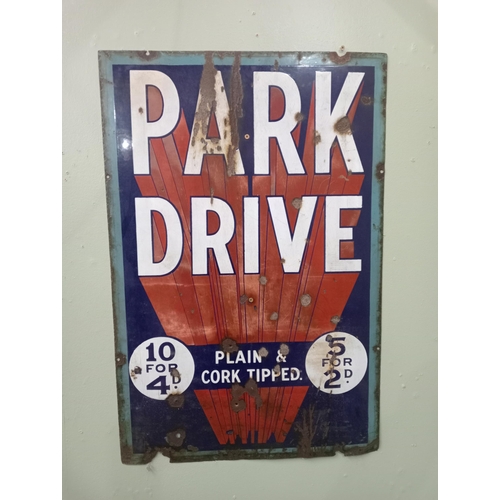 PARK
DRIVE
10
FOR
4D.
PLAIN &
CORK TIPPED.
5
FOR
2D.